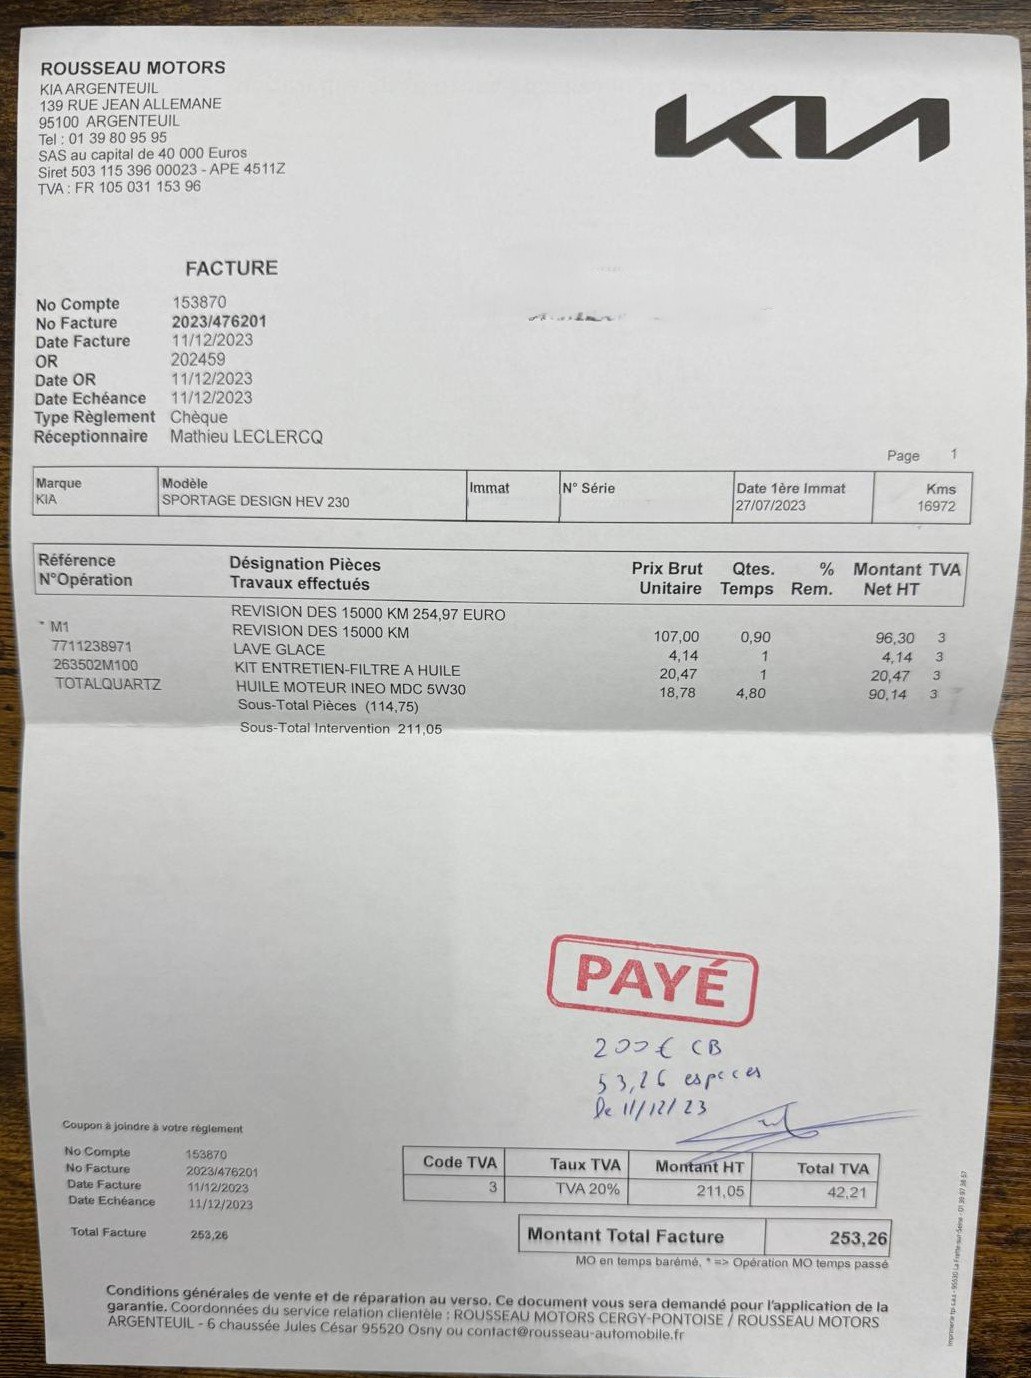 ROUSSEAU MOTORS
KIA ARGENTEUIL
139 RUE JEAN ALLEMANE
95100 ARGENTEUIL
Tel : 01 39 80 95 95
SAS au capital de 40 000 Euros
Siret 503 115 396 00023 - APE 4511Z
TVA : FR 105 031 153 96
KIA
FACTURE
No Compte 153870
No Facture 2023/476201
Date Facture 11/12/2023
OR 202459
Date OR 11/12/2023
Date Echéance 11/12/2023
Type Règlement Chèque
Réceptionnaire Mathieu LECLERCQ
Page 1
Marque Modèle Immat N° Série Date 1ère Immat Kms
KIA SPORTAGE DESIGN HEV 230 27/07/2023 16972
Référence Désignation Pièces Prix Brut Qtes. % Montant TVA
N°Opération Travaux effectués Unitaire Temps Rem. Net HT
REVISION DES 15000 KM 254,97 EURO
* M1 REVISION DES 15000 KM 107,00 0,90 96,30 3
7711238971 LAVE GLACE 4,14 1 4,14 3
263502M100 KIT ENTRETIEN-FILTRE A HUILE 20,47 1 20,47 3
TOTALQUARTZ HUILE MOTEUR INEO MDC 5W30 18,78 4,80 90,14 3
Sous-Total Pièces (114,75)
Sous-Total Intervention 211,05
PAYÉ
200€ CB
53,26 especes
le 11/12/23
Coupon à joindre à votre règlement
No Compte 153870
No Facture 2023/476201
Date Facture 11/12/2023
Date Echéance 11/12/2023
Total Facture 253,26
Code TVA Taux TVA Montant HT Total TVA
3 TVA 20% 211,05 42,21
Montant Total Facture 253,26
MO en temps barémé. * => Opération MO temps passé
Conditions générales de vente et de réparation au verso. Ce document vous sera demandé pour l'application de la
garantie. Coordonnées du service relation clientèle : ROUSSEAU MOTORS CERGY-PONTOISE / ROUSSEAU MOTORS
ARGENTEUIL - 6 chaussée Jules César 95520 Osny ou contact@rousseau-automobile.fr